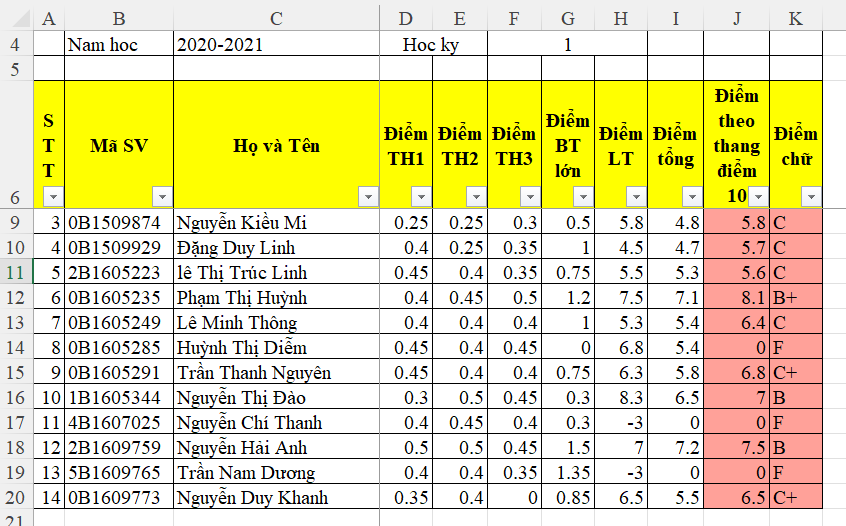 A B C D E F G H I J K
4 Nam hoc 2020-2021 Hoc ky 1
5
6 STT Mã SV Họ và Tên Điểm TH1 Điểm TH2 Điểm TH3 Điểm BT lớn Điểm LT Điểm tổng Điểm theo thang điểm 10 Điểm chữ
9 3 0B1509874 Nguyễn Kiều Mi 0.25 0.25 0.3 0.5 5.8 4.8 5.8 C
10 4 0B1509929 Đặng Duy Linh 0.4 0.25 0.35 1 4.5 4.7 5.7 C
11 5 2B1605223 lê Thị Trúc Linh 0.45 0.4 0.35 0.75 5.5 5.3 5.6 C
12 6 0B1605235 Phạm Thị Huỳnh 0.4 0.45 0.5 1.2 7.5 7.1 8.1 B+
13 7 0B1605249 Lê Minh Thông 0.4 0.4 0.4 1 5.3 5.4 6.4 C
14 8 0B1605285 Huỳnh Thị Diễm 0.45 0.4 0.45 0 6.8 5.4 0 F
15 9 0B1605291 Trần Thanh Nguyên 0.45 0.4 0.4 0.75 6.3 5.8 6.8 C+
16 10 1B1605344 Nguyễn Thị Đào 0.3 0.5 0.45 0.3 8.3 6.5 7 B
17 11 4B1607025 Nguyễn Chí Thanh 0.4 0.45 0.4 0.3 -3 0 0 F
18 12 2B1609759 Nguyễn Hải Anh 0.5 0.5 0.45 1.5 7 7.2 7.5 B
19 13 5B1609765 Trần Nam Dương 0.4 0.4 0.35 1.35 -3 0 0 F
20 14 0B1609773 Nguyễn Duy Khanh 0.35 0.4 0 0.85 6.5 5.5 6.5 C+
21